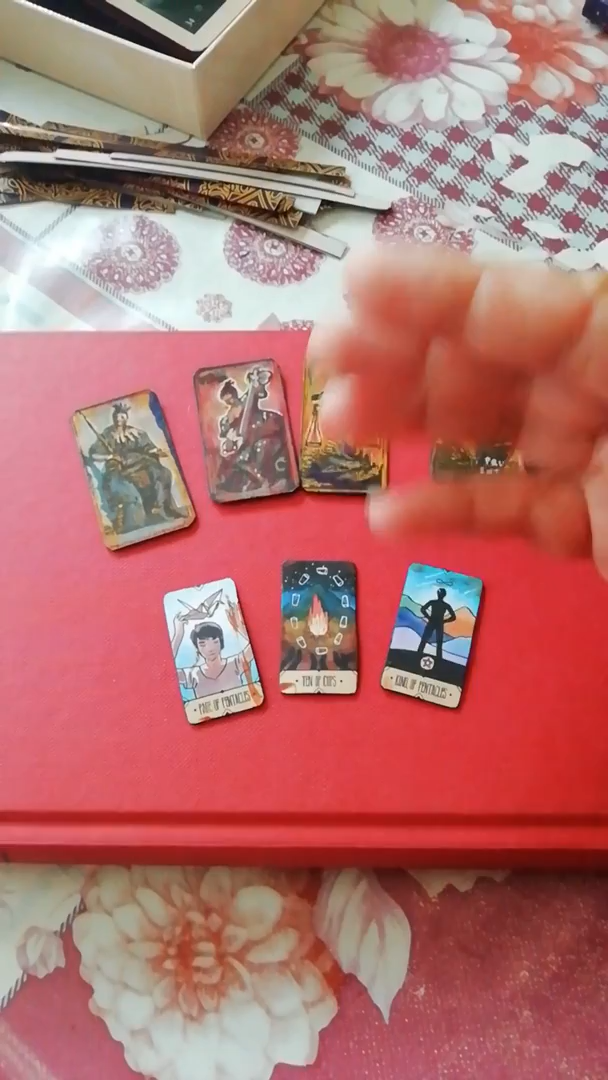 • PAGE OF PENTACLES •
• TEN OF CUPS •
• KING OF PENTACLES •